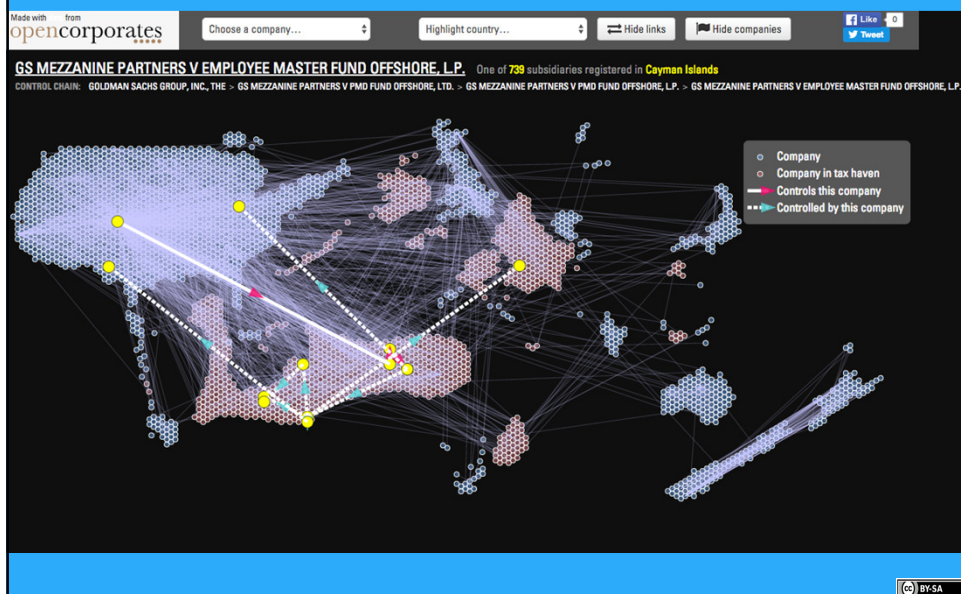 Made with from
opencorporates
Choose a company...
Highlight country...
Hide links
Hide companies
Like
0
Tweet
GS MEZZANINE PARTNERS V EMPLOYEE MASTER FUND OFFSHORE, L.P. One of 739 subsidiaries registered in Cayman Islands
CONTROL CHAIN: GOLDMAN SACHS GROUP, INC., THE > GS MEZZANINE PARTNERS V PMD FUND OFFSHORE, LTD. > GS MEZZANINE PARTNERS V PMD FUND OFFSHORE, L.P. > GS MEZZANINE PARTNERS V EMPLOYEE MASTER FUND OFFSHORE, L.P.
Company
Company in tax haven
Controls this company
Controlled by this company
cc BY-SA